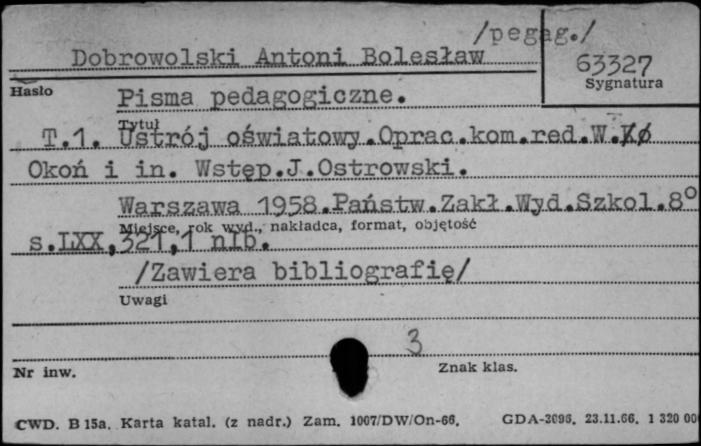 /pegag./
Dobrowolski Antoni Bolesław
63327
Hasło
Sygnatura
Pisma pedagogiczne.
Tytuł
T.1. Ustrój oświatowy.Oprac.kom.red.W.
Okoń i in. Wstęp.J.Ostrowski.
Warszawa 1958.Państw.Zakł.Wyd.Szkol.8°
Miejsce, rok wyd., nakładca, format, objętość
s.LXX,321,1 nlb.
/Zawiera bibliografię/
Uwagi
3
Nr inw.
Znak klas.
CWD. B 15a. Karta katal. (z nadr.) Zam. 1007/DW/On-66. GDA-3096. 23.11.66. 1 320 00